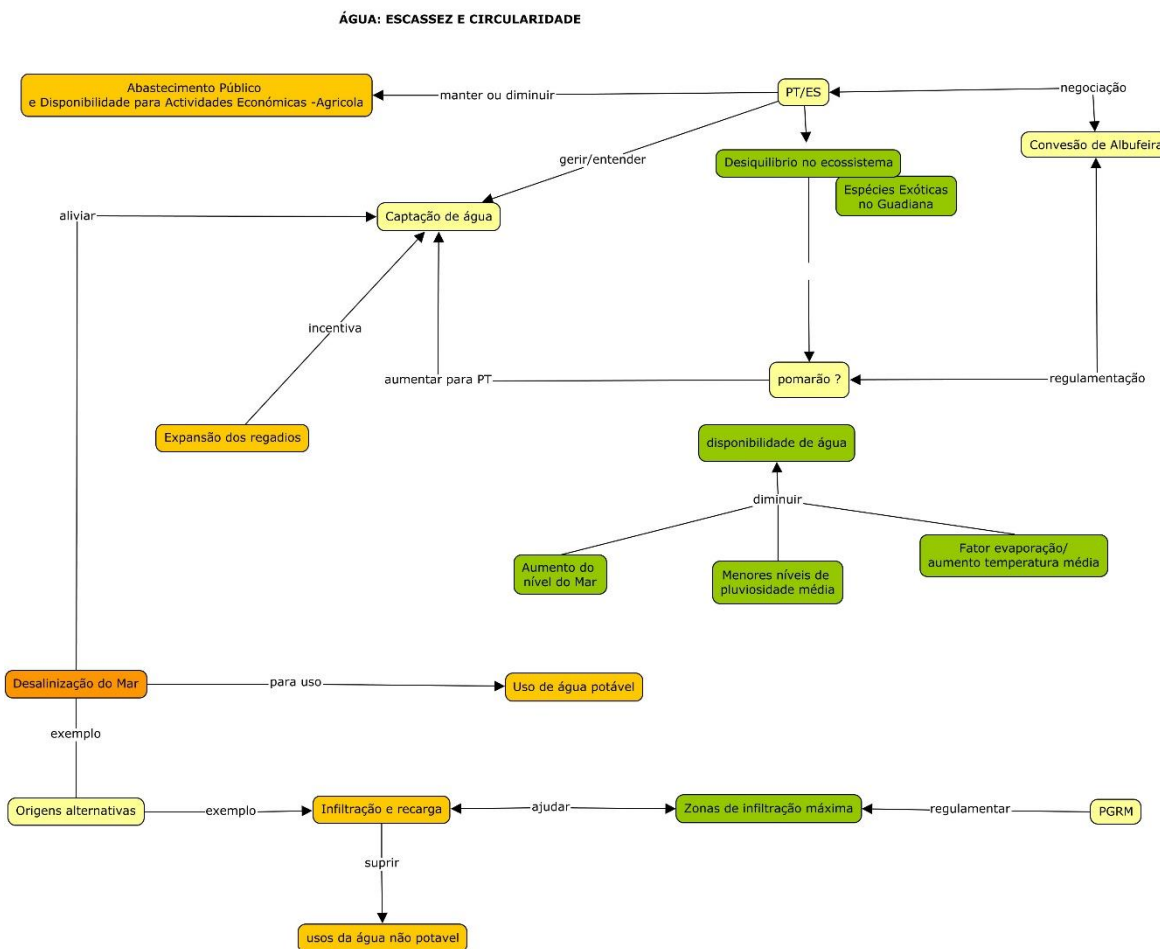 ÁGUA: ESCASSEZ E CIRCULARIDADE
Abastecimento Público
e Disponibilidade para Actividades Económicas -Agricola
manter ou diminuir
PT/ES
negociação
Convesão de Albufeira
gerir/entender
Desiquilibrio no ecossistema
Espécies Exóticas
no Guadiana
aliviar
Captação de água
incentiva
aumentar para PT
pomarão ?
regulamentação
Expansão dos regadios
disponibilidade de água
diminuir
Aumento do
nível do Mar
Menores níveis de
pluviosidade média
Fator evaporação/
aumento temperatura média
Desalinização do Mar
para uso
Uso de água potável
exemplo
Origens alternativas
exemplo
Infiltração e recarga
ajudar
Zonas de infiltração máxima
regulamentar
PGRM
suprir
usos da água não potavel